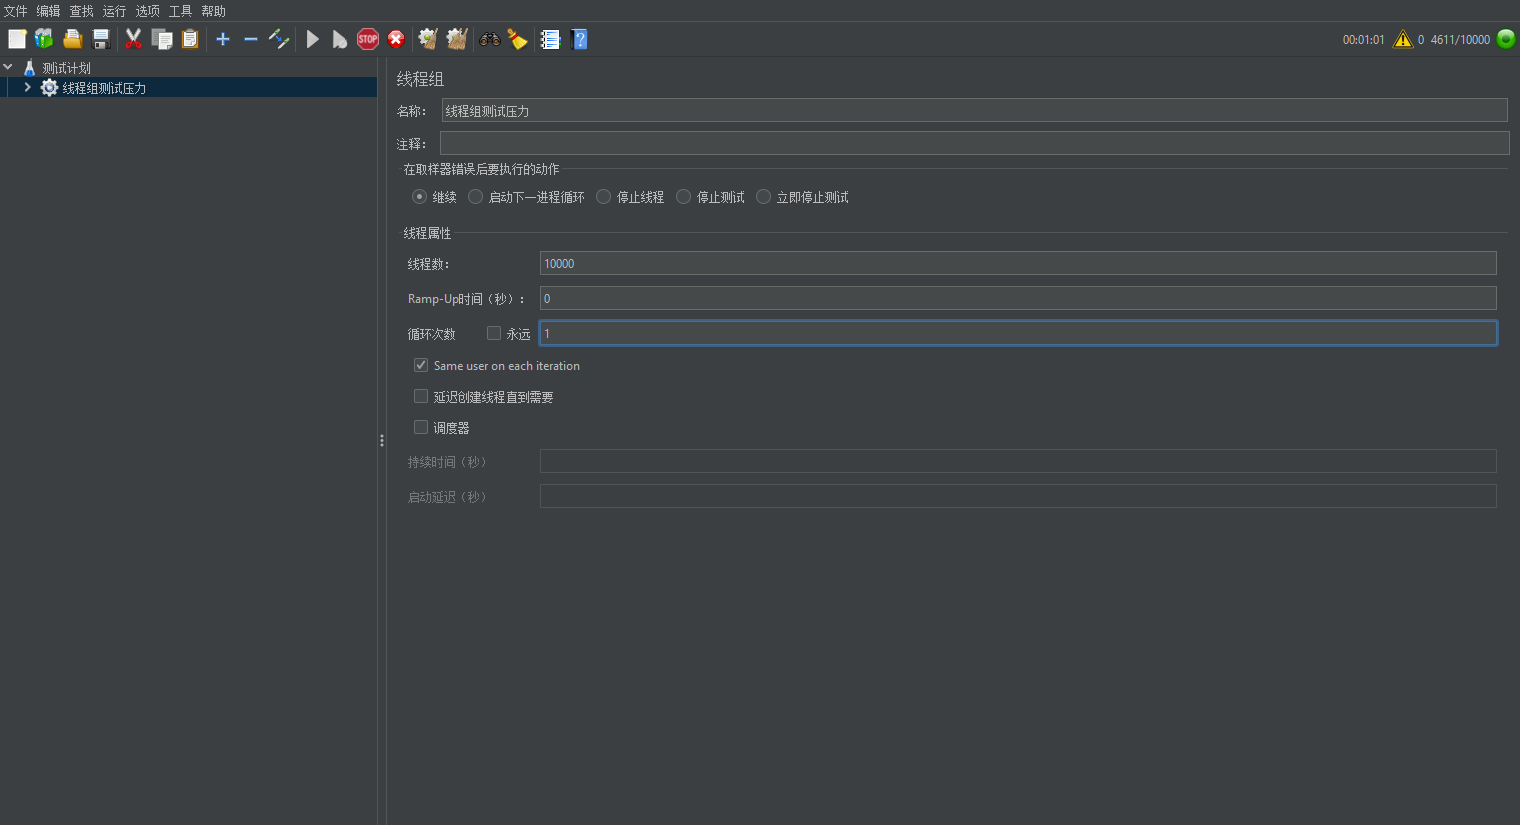 文件 编辑 查找 运行 选项 工具 帮助
STOP 00:01:01 0 4611/10000
测试计划
线程组测试压力
线程组
名称: 线程组测试压力
注释:
在取样器错误后要执行的动作
继续 启动下一进程循环 停止线程 停止测试 立即停止测试
线程属性
线程数: 10000
Ramp-Up时间（秒）: 0
循环次数 永远 1
Same user on each iteration
延迟创建线程直到需要
调度器
持续时间（秒）
启动延迟（秒）